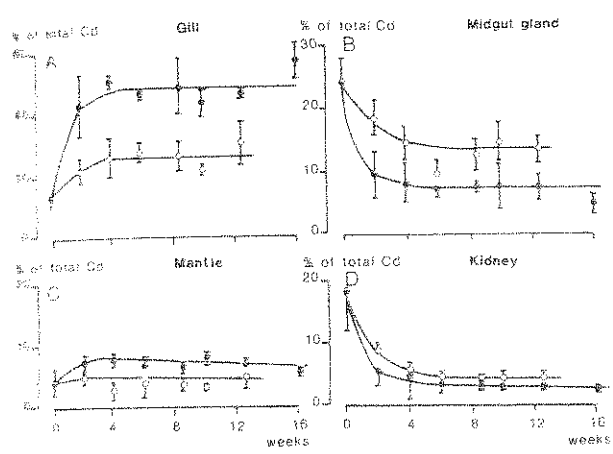 % of total Cd Gill
A
% of total Cd Midgut gland
B
30
20
10
0
% of total Cd Mantle
C
0 4 8 12 16
weeks
% of total Cd Kidney
D
20
10
0
0 4 8 12 16
weeks